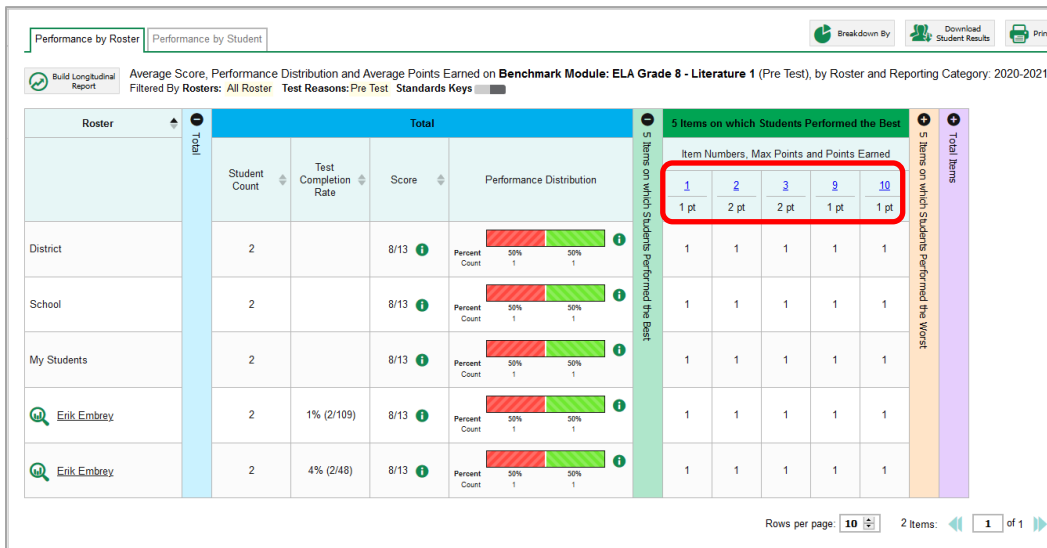 Performance by Roster
Performance by Student
Breakdown By
Download
Student Results
Prin
Build Longitudinal
Report
Average Score, Performance Distribution and Average Points Earned on Benchmark Module: ELA Grade 8 - Literature 1 (Pre Test), by Roster and Reporting Category: 2020-2021
Filtered By Rosters: All Roster Test Reasons: Pre Test Standards Keys
Roster
Total
Total
5 Items on which Students Performed the Best
5 Items on which Students Performed the Best
5 Items on which Students Performed the Worst
Total Items
Student
Count
Test
Completion
Rate
Score
Performance Distribution
Item Numbers, Max Points and Points Earned
1 2 3 9 10
1 pt 2 pt 2 pt 1 pt 1 pt
District 2 8/13 1 1 1 1 1
Percent 50% 50%
Count 1 1
School 2 8/13 1 1 1 1 1
Percent 50% 50%
Count 1 1
My Students 2 8/13 1 1 1 1 1
Percent 50% 50%
Count 1 1
Erik Embrey 2 1% (2/109) 8/13 1 1 1 1 1
Percent 50% 50%
Count 1 1
Erik Embrey 2 4% (2/48) 8/13 1 1 1 1 1
Percent 50% 50%
Count 1 1
Rows per page: 10 2 Items: 1 of 1